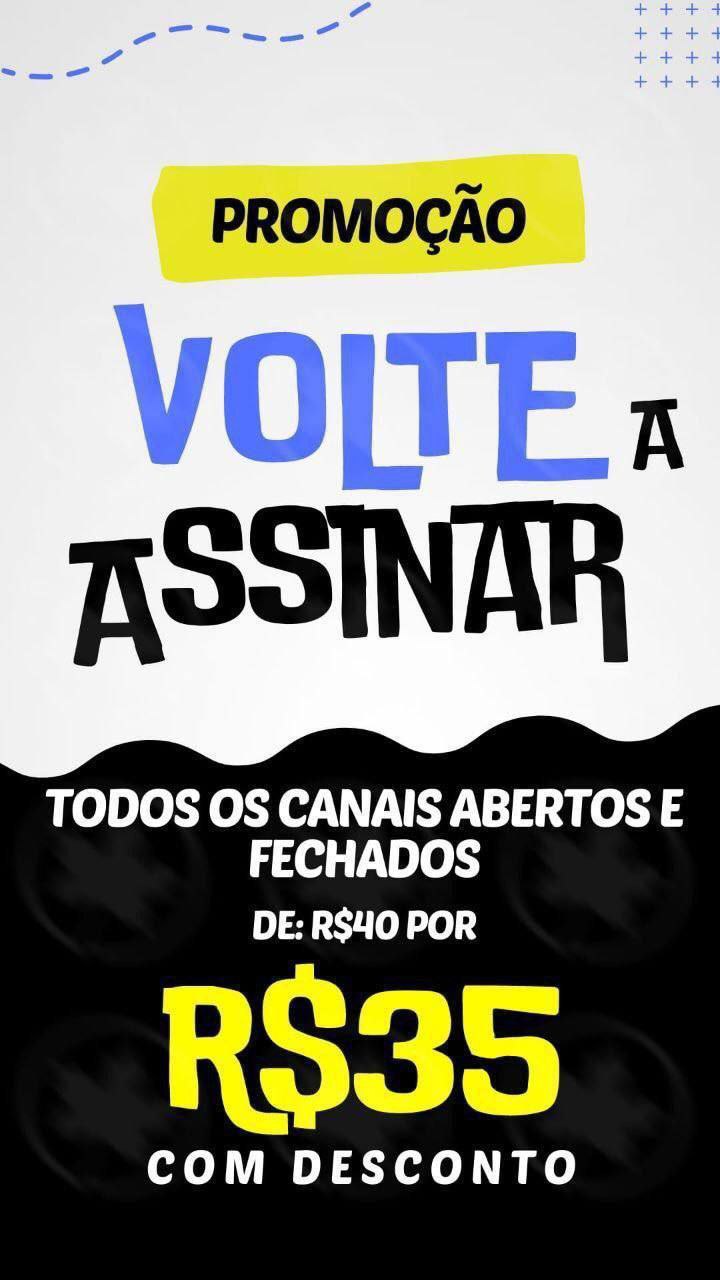 PROMOÇÃO
VOLTE A
ASSINAR
TODOS OS CANAIS ABERTOS E
FECHADOS
DE: R$40 POR
R$35
COM DESCONTO